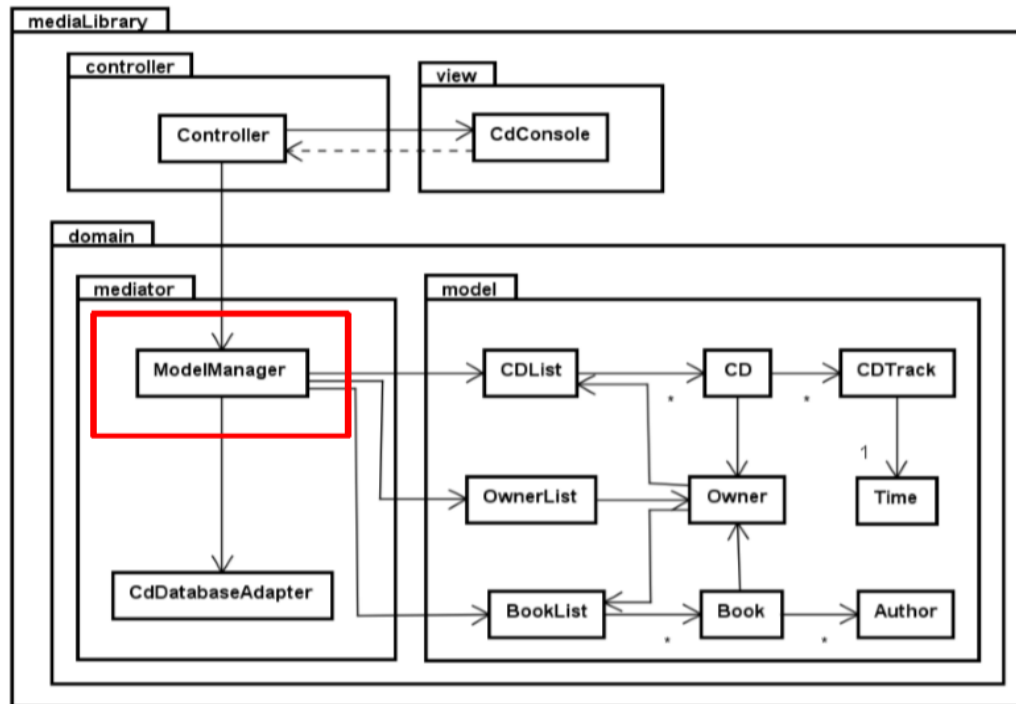 mediaLibrary
controller
view
Controller
CdConsole
domain
mediator
model
ModelManager
CDList
CD
CDTrack
*
*
1
OwnerList
Owner
Time
CdDatabaseAdapter
BookList
Book
Author
*
*